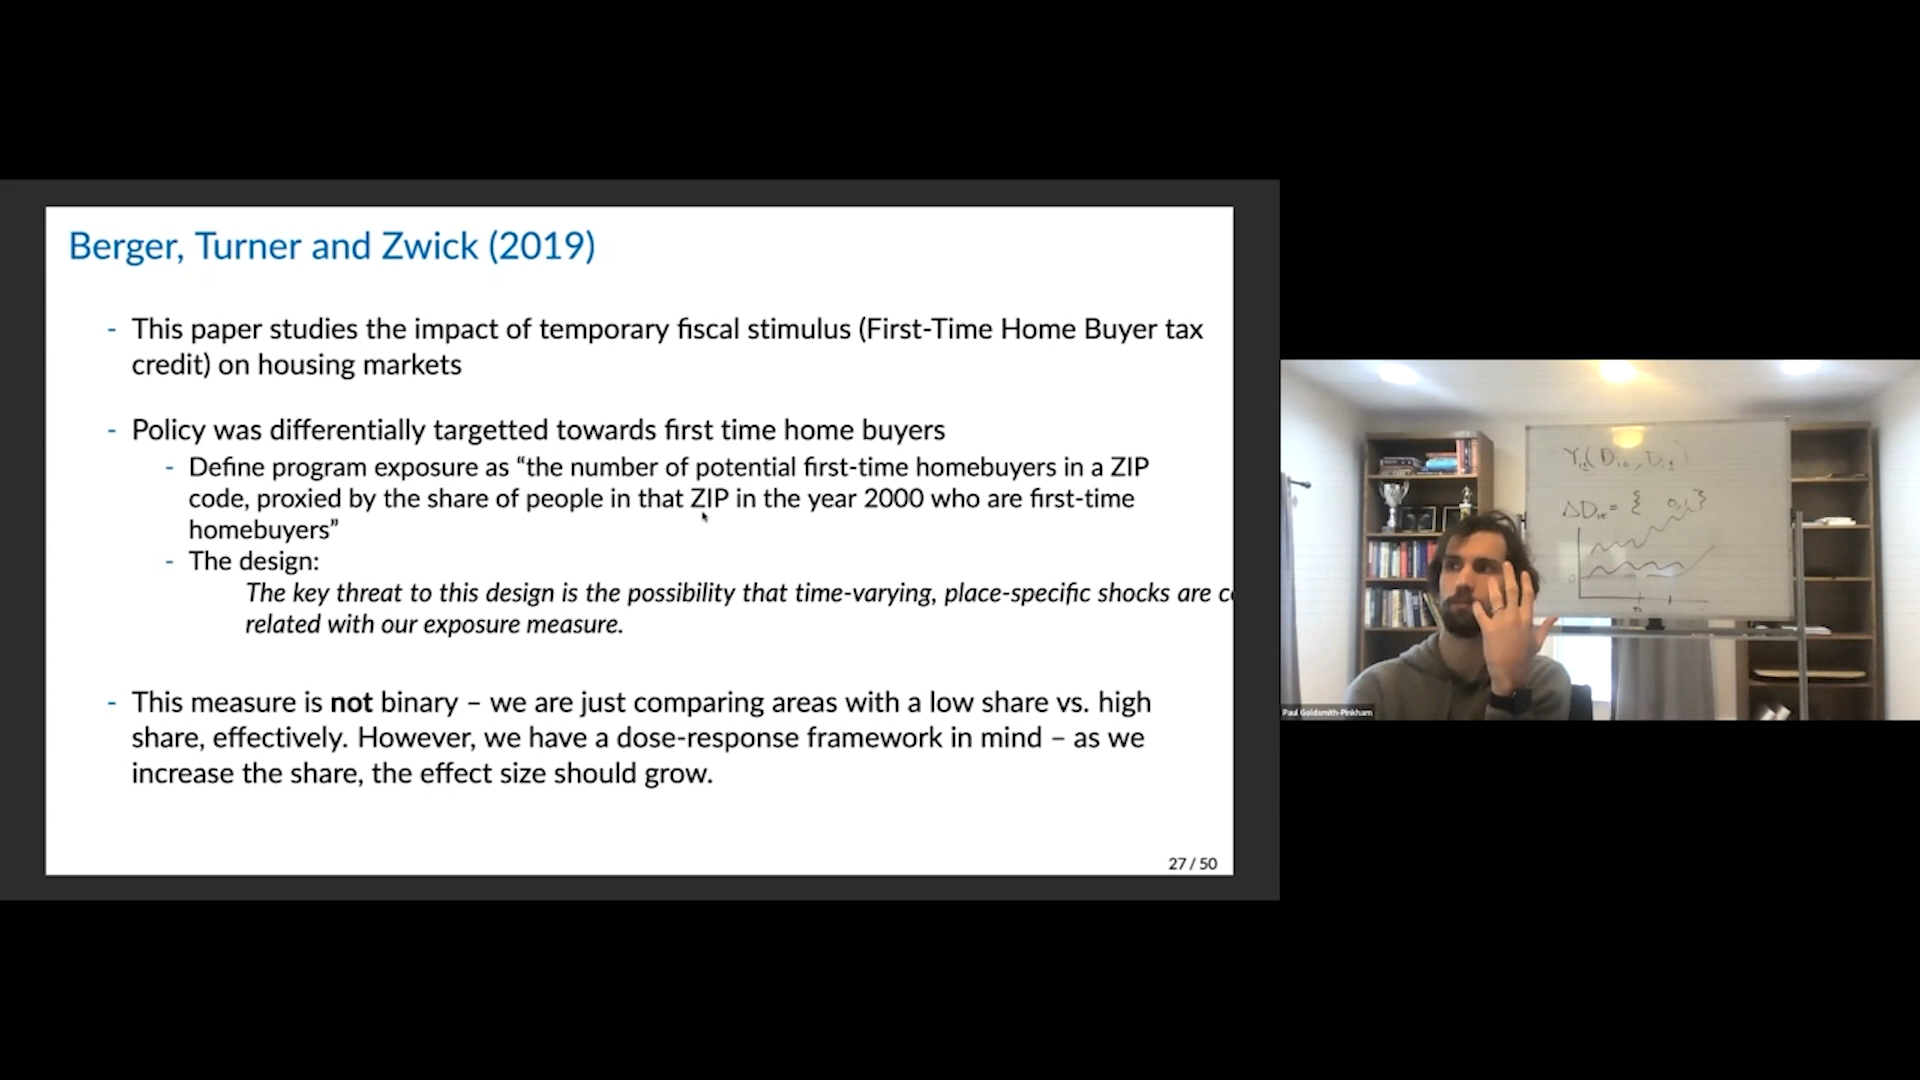 Berger, Turner and Zwick (2019)
- This paper studies the impact of temporary fiscal stimulus (First-Time Home Buyer tax
credit) on housing markets
- Policy was differentially targetted towards first time home buyers
- Define program exposure as “the number of potential first-time homebuyers in a ZIP
code, proxied by the share of people in that ZIP in the year 2000 who are first-time
homebuyers”
- The design:
The key threat to this design is the possibility that time-varying, place-specific shocks are c
related with our exposure measure.
- This measure is not binary – we are just comparing areas with a low share vs. high
share, effectively. However, we have a dose-response framework in mind – as we
increase the share, the effect size should grow.
27 / 50
Paul Goldsmith-Pinkham